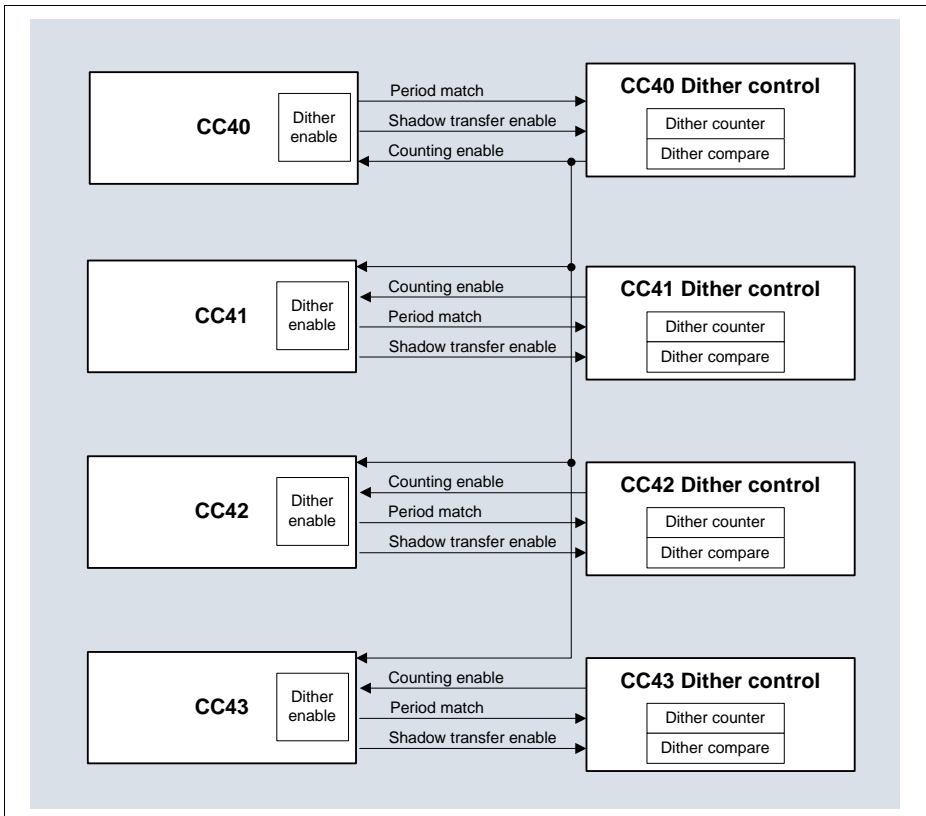 CC40
Dither
enable
Period match
Shadow transfer enable
Counting enable
CC40 Dither control
Dither counter
Dither compare
CC41
Dither
enable
Counting enable
Period match
Shadow transfer enable
CC41 Dither control
Dither counter
Dither compare
CC42
Dither
enable
Counting enable
Period match
Shadow transfer enable
CC42 Dither control
Dither counter
Dither compare
CC43
Dither
enable
Counting enable
Period match
Shadow transfer enable
CC43 Dither control
Dither counter
Dither compare